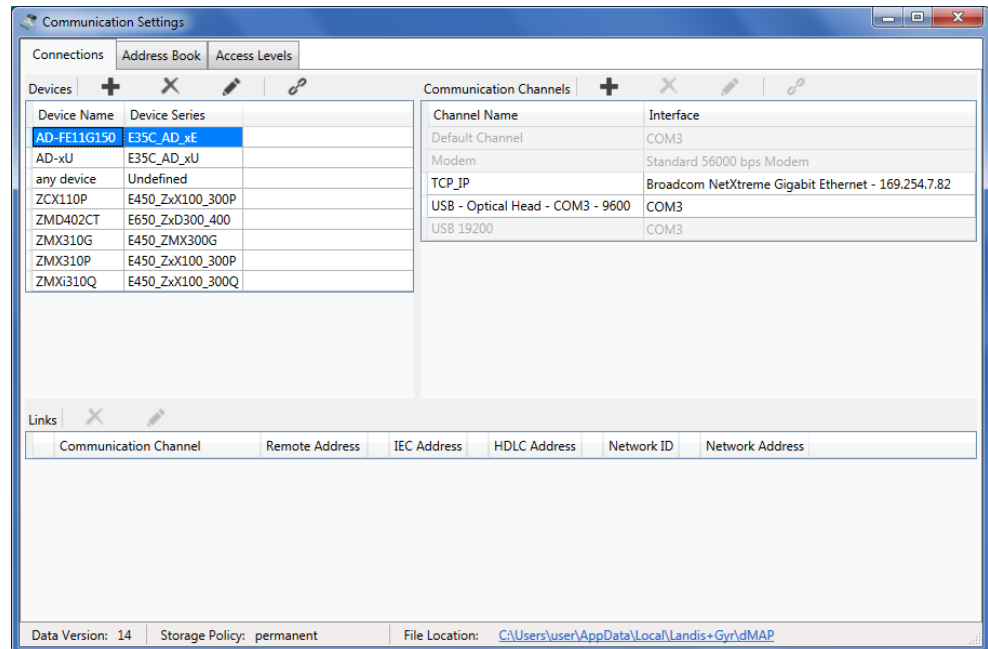 Communication Settings
Connections Address Book Access Levels
Devices
Device Name Device Series
AD-FE11G150 E35C_AD_xE
AD-xU E35C_AD_xU
any device Undefined
ZCX110P E450_ZxX100_300P
ZMD402CT E650_ZxD300_400
ZMX310G E450_ZMX300G
ZMX310P E450_ZxX100_300P
ZMXi310Q E450_ZxX100_300Q
Communication Channels
Channel Name Interface
Default Channel COM3
Modem Standard 56000 bps Modem
TCP_IP Broadcom NetXtreme Gigabit Ethernet - 169.254.7.82
USB - Optical Head - COM3 - 9600 COM3
USB 19200 COM3
Links
Communication Channel Remote Address IEC Address HDLC Address Network ID Network Address
Data Version: 14 Storage Policy: permanent File Location: C:\Users\user\AppData\Local\Landis+Gyr\dMAP